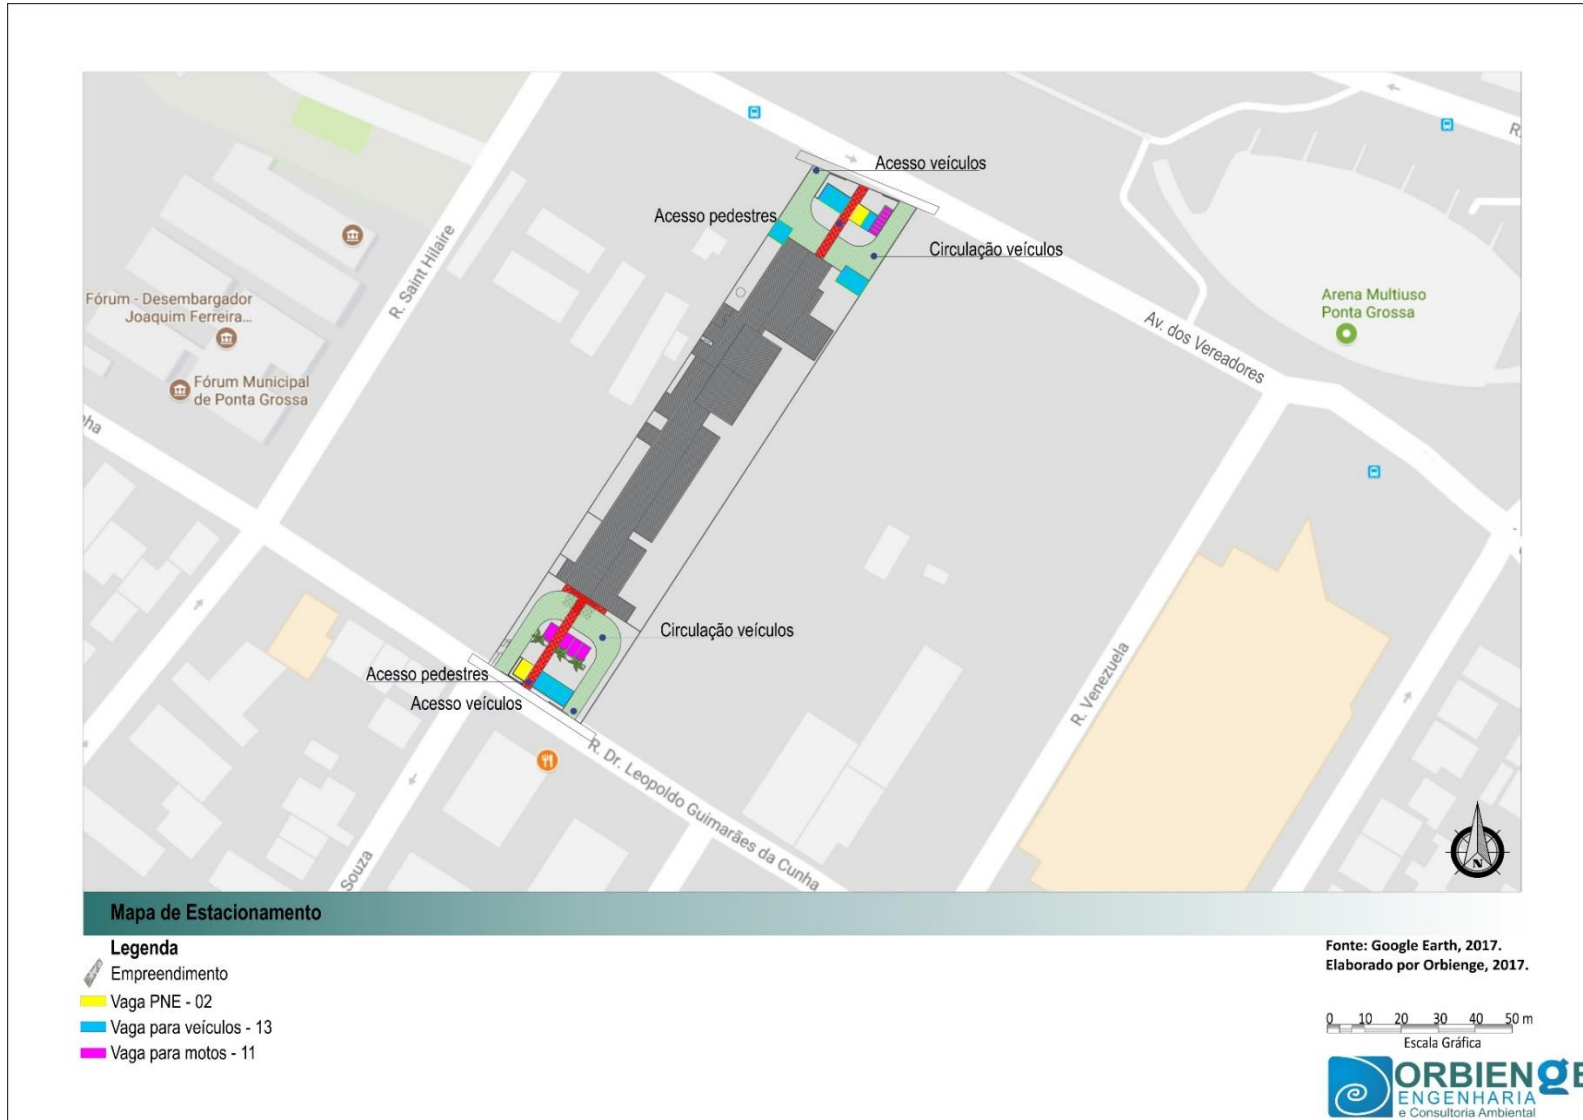 Acesso veículos
Acesso pedestres
Circulação veículos
R. Saint Hilaire
Fórum - Desembargador
Joaquim Ferreira...
Fórum Municipal
de Ponta Grossa
Arena Multiuso
Ponta Grossa
Av. dos Vereadores
R.
nha
Circulação veículos
Acesso pedestres
Acesso veículos
R. Venezuela
R. Dr. Leopoldo Guimarães da Cunha
Souza
N
Mapa de Estacionamento
Legenda
Empreendimento
Vaga PNE - 02
Vaga para veículos - 13
Vaga para motos - 11
Fonte: Google Earth, 2017.
Elaborado por Orbienge, 2017.
0 10 20 30 40 50 m
Escala Gráfica
ORBIENgE
ENGENHARIA
e Consultoria Ambiental